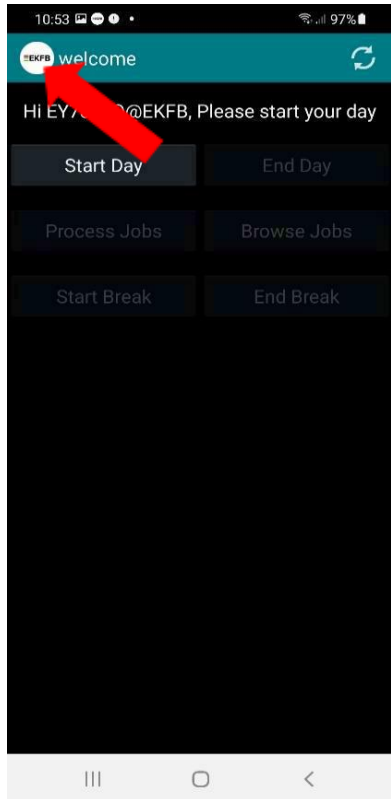 10:53 97%
EKFB welcome
Hi EY7 @EKFB, Please start your day
Start Day End Day
Process Jobs Browse Jobs
Start Break End Break